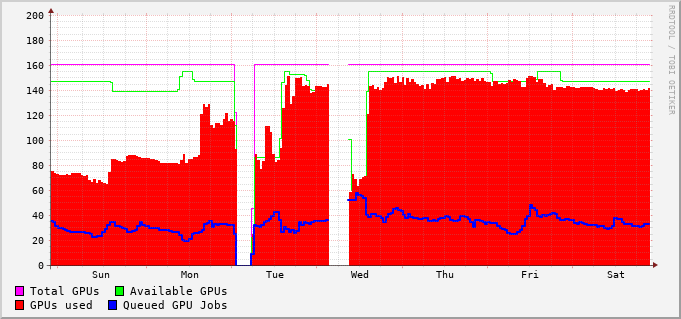 200
180
160
140
120
100
80
60
40
20
0
Sun Mon Tue Wed Thu Fri Sat
Total GPUs Available GPUs
GPUs used Queued GPU Jobs
RRDTOOL / TOBI OETIKER